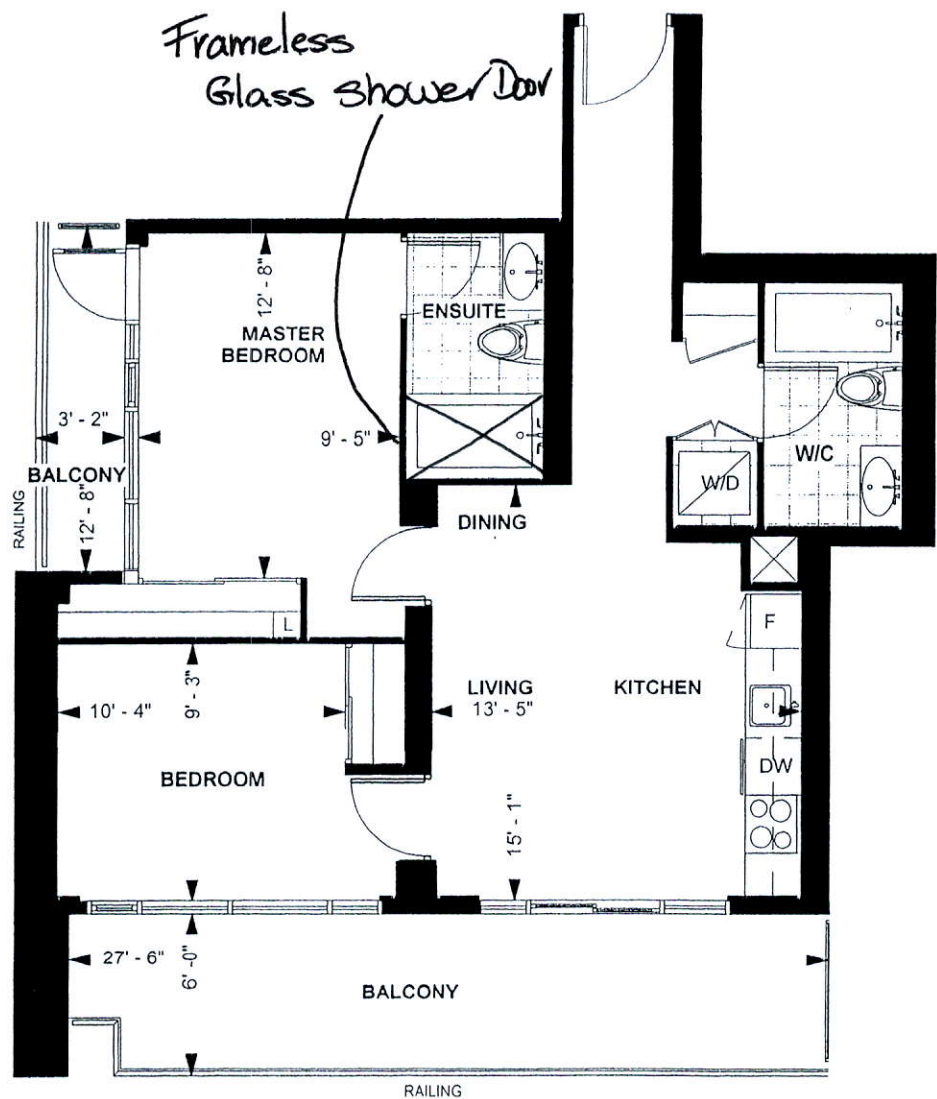 Frameless
Glass Shower Door
12' - 8"
MASTER
BEDROOM
ENSUITE
3' - 2"
9' - 5"
BALCONY
12' - 8"
RAILING
W/C
W/D
DINING
L
F
9' - 3"
10' - 4"
LIVING
13' - 5"
KITCHEN
BEDROOM
DW
15' - 1"
27' - 6"
6' -0"
BALCONY
RAILING